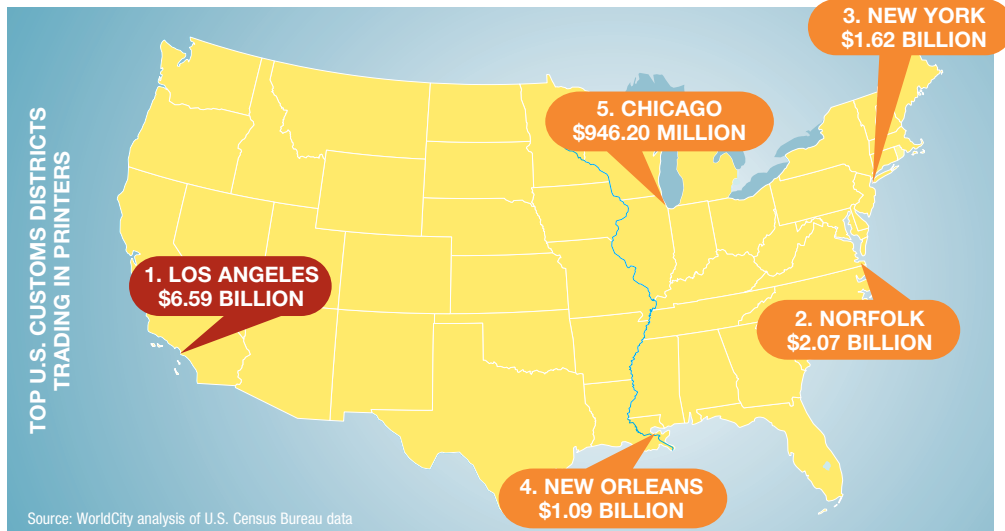 TOP U.S. CUSTOMS DISTRICTS
TRADING IN PRINTERS
1. LOS ANGELES
$6.59 BILLION
2. NORFOLK
$2.07 BILLION
3. NEW YORK
$1.62 BILLION
4. NEW ORLEANS
$1.09 BILLION
5. CHICAGO
$946.20 MILLION
Source: WorldCity analysis of U.S. Census Bureau data